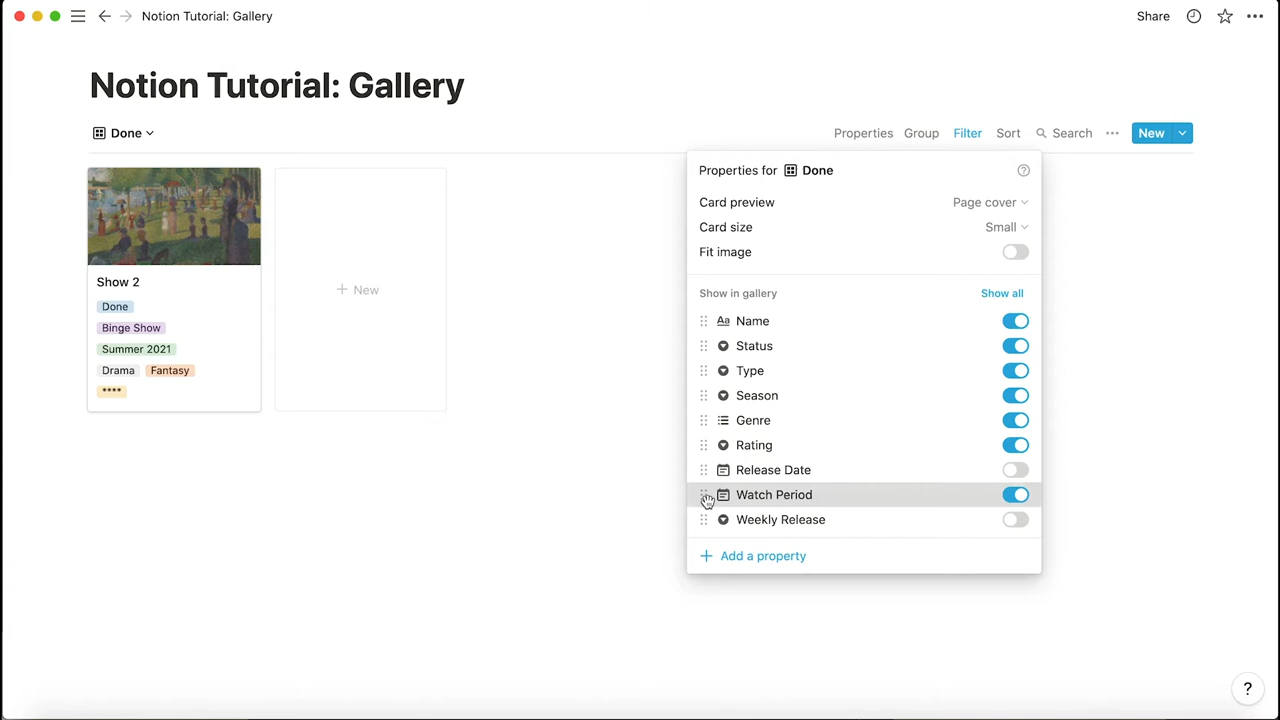 Notion Tutorial: Gallery
Share
Notion Tutorial: Gallery
Done
Properties Group Filter Sort Search New
Properties for Done
Card preview Page cover
Card size Small
Fit image
Show in gallery Show all
Aa Name
Status
Type
Season
Genre
Rating
Release Date
Watch Period
Weekly Release
+ Add a property
Show 2
Done
Binge Show
Summer 2021
Drama Fantasy
****
+ New
?